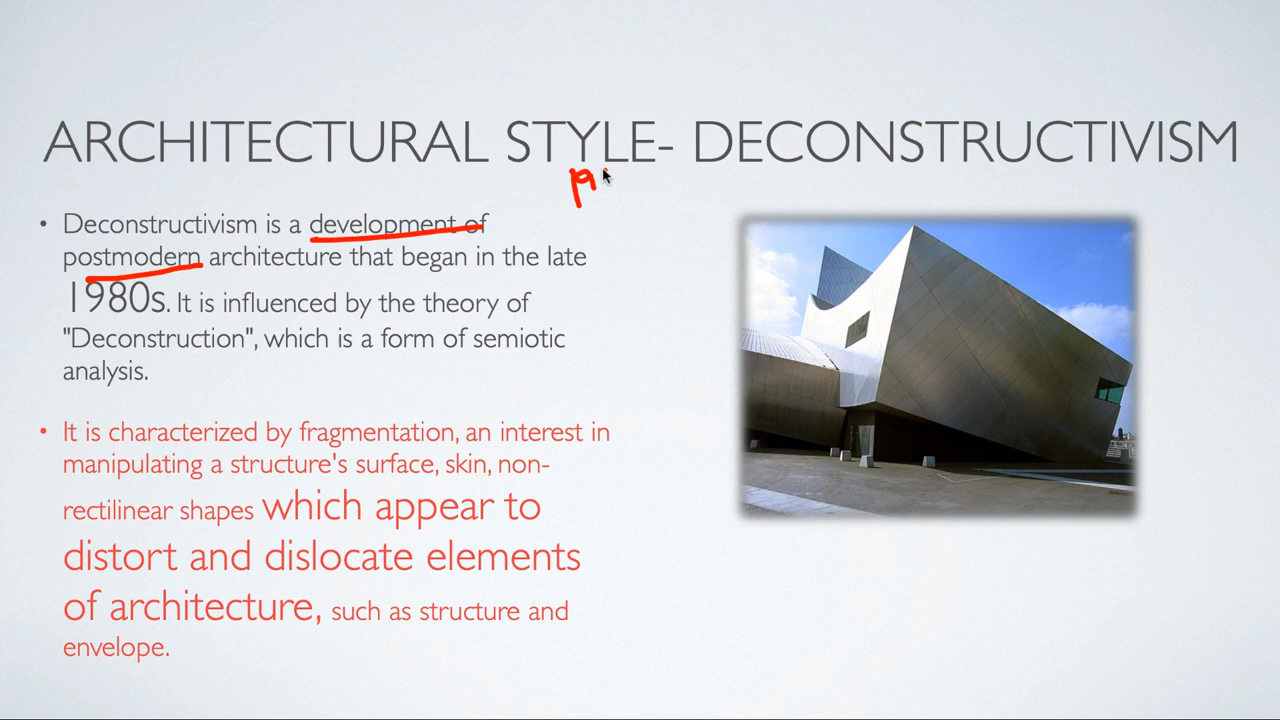 ARCHITECTURAL STYLE- DECONSTRUCTIVISM
19
• Deconstructivism is a development of
postmodern architecture that began in the late
1980s. It is influenced by the theory of
"Deconstruction", which is a form of semiotic
analysis.
• It is characterized by fragmentation, an interest in
manipulating a structure's surface, skin, non-
rectilinear shapes which appear to
distort and dislocate elements
of architecture, such as structure and
envelope.